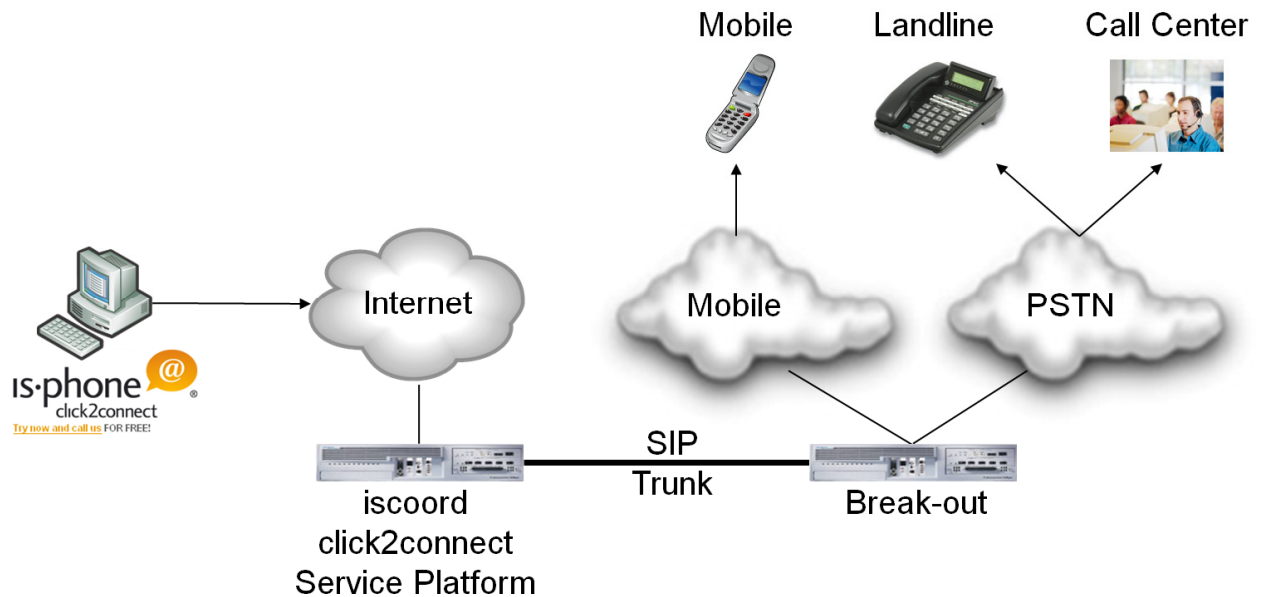 Mobile
Landline
Call Center
Internet
Mobile
PSTN
@
is·phone
®
click2connect
Try now and call us FOR FREE!
SIP
Trunk
iscoord
click2connect
Service Platform
Break-out